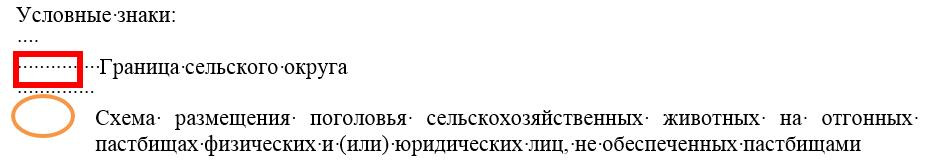 Условные знаки:
Граница сельского округа
Схема размещения поголовья сельскохозяйственных животных на отгонных
пастбищах физических и (или) юридических лиц, не обеспеченных пастбищами